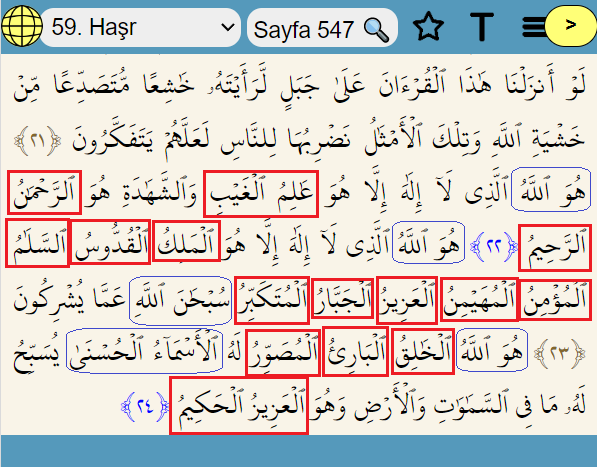 59. Haşr
Sayfa 547
T
>
لَوْ أَنزَلْنَا هَٰذَا ٱلْقُرْءَانَ عَلَىٰ جَبَلٍ لَّرَأَيْتَهُۥ خَٰشِعًا مُّتَصَدِّعًا مِّنْ
خَشْيَةِ ٱللَّهِ وَتِلْكَ ٱلْأَمْثَٰلُ نَضْرِبُهَا لِلنَّاسِ لَعَلَّهُمْ يَتَفَكَّرُونَ ﴿٢١﴾
هُوَ ٱللَّهُ ٱلَّذِى لَآ إِلَٰهَ إِلَّا هُوَ عَٰلِمُ ٱلْغَيْبِ وَٱلشَّهَٰدَةِ هُوَ ٱلرَّحْمَٰنُ
ٱلرَّحِيمُ ﴿٢٢﴾ هُوَ ٱللَّهُ ٱلَّذِى لَآ إِلَٰهَ إِلَّا هُوَ ٱلْمَلِكُ ٱلْقُدُّوسُ ٱلسَّلَٰمُ
ٱلْمُؤْمِنُ ٱلْمُهَيْمِنُ ٱلْعَزِيزُ ٱلْجَبَّارُ ٱلْمُتَكَبِّرُ سُبْحَٰنَ ٱللَّهِ عَمَّا يُشْرِكُونَ
﴿٢٣﴾ هُوَ ٱللَّهُ ٱلْخَٰلِقُ ٱلْبَارِئُ ٱلْمُصَوِّرُ لَهُ ٱلْأَسْمَآءُ ٱلْحُسْنَىٰ يُسَبِّحُ
لَهُۥ مَا فِى ٱلسَّمَٰوَٰتِ وَٱلْأَرْضِ وَهُوَ ٱلْعَزِيزُ ٱلْحَكِيمُ ﴿٢٤﴾